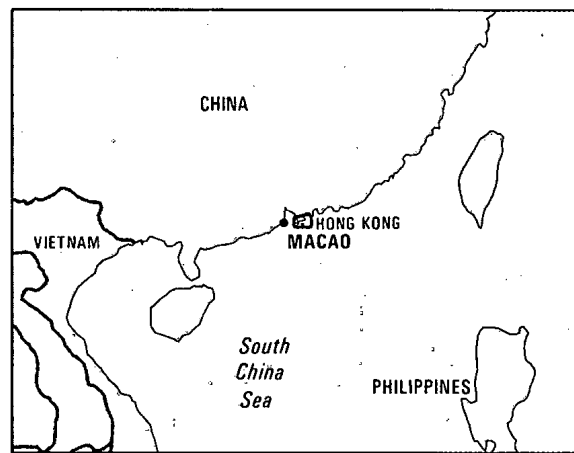 CHINA
HONG KONG
MACAO
VIETNAM
South
China
Sea
PHILIPPINES